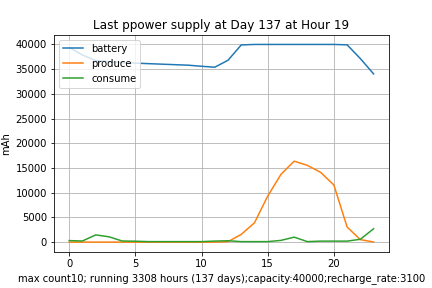 Last ppower supply at Day 137 at Hour 19
40000
35000
30000
25000
20000
15000
10000
5000
0
mAh
battery
produce
consume
0 5 10 15 20
max count10; running 3308 hours (137 days);capacity:40000;recharge_rate:3100